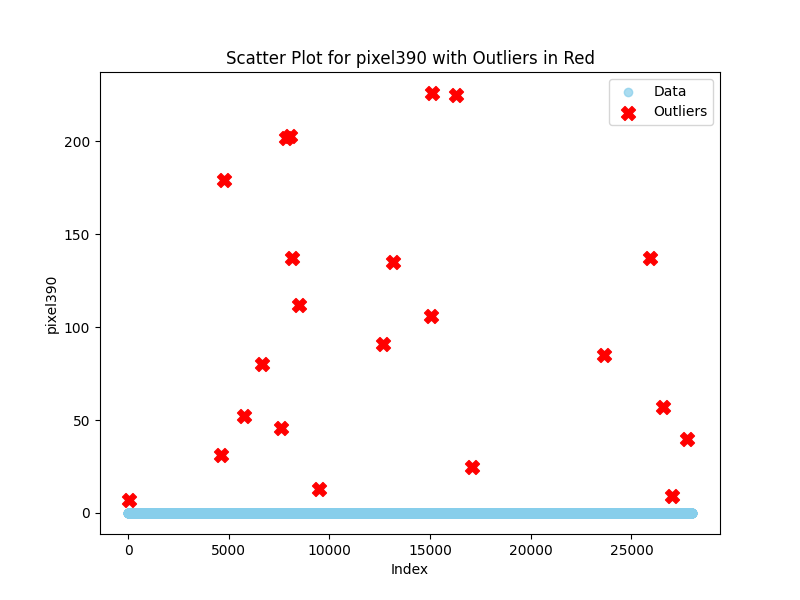 Scatter Plot for pixel390 with Outliers in Red
Data
Outliers
pixel390
200
150
100
50
0
0 5000 10000 15000 20000 25000
Index